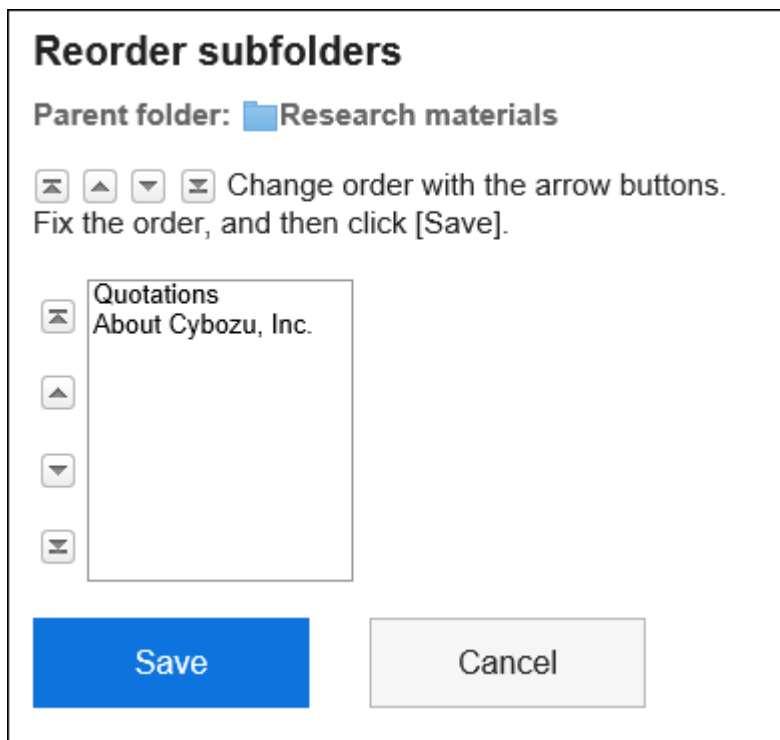 Reorder subfolders
Parent folder: Research materials
Change order with the arrow buttons.
Fix the order, and then click [Save].
Quotations
About Cybozu, Inc.
Save
Cancel